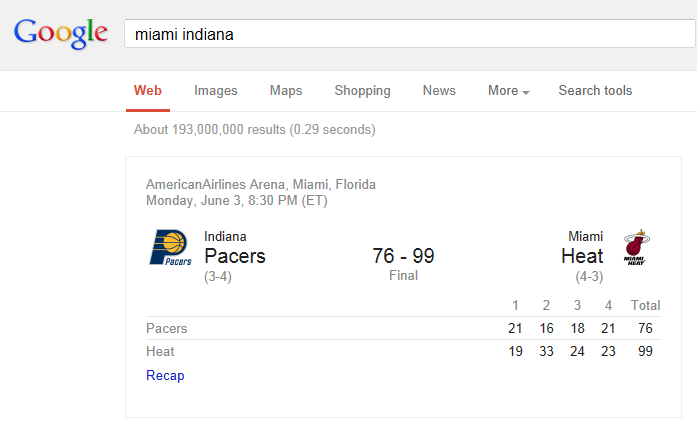 Google miami indiana
Web Images Maps Shopping News More Search tools
About 193,000,000 results (0.29 seconds)
AmericanAirlines Arena, Miami, Florida
Monday, June 3, 8:30 PM (ET)
Pacers Indiana Pacers (3-4)
76 - 99
Final
Miami Heat (4-3) MIAMI HEAT
1 2 3 4 Total
Pacers 21 16 18 21 76
Heat 19 33 24 23 99
Recap